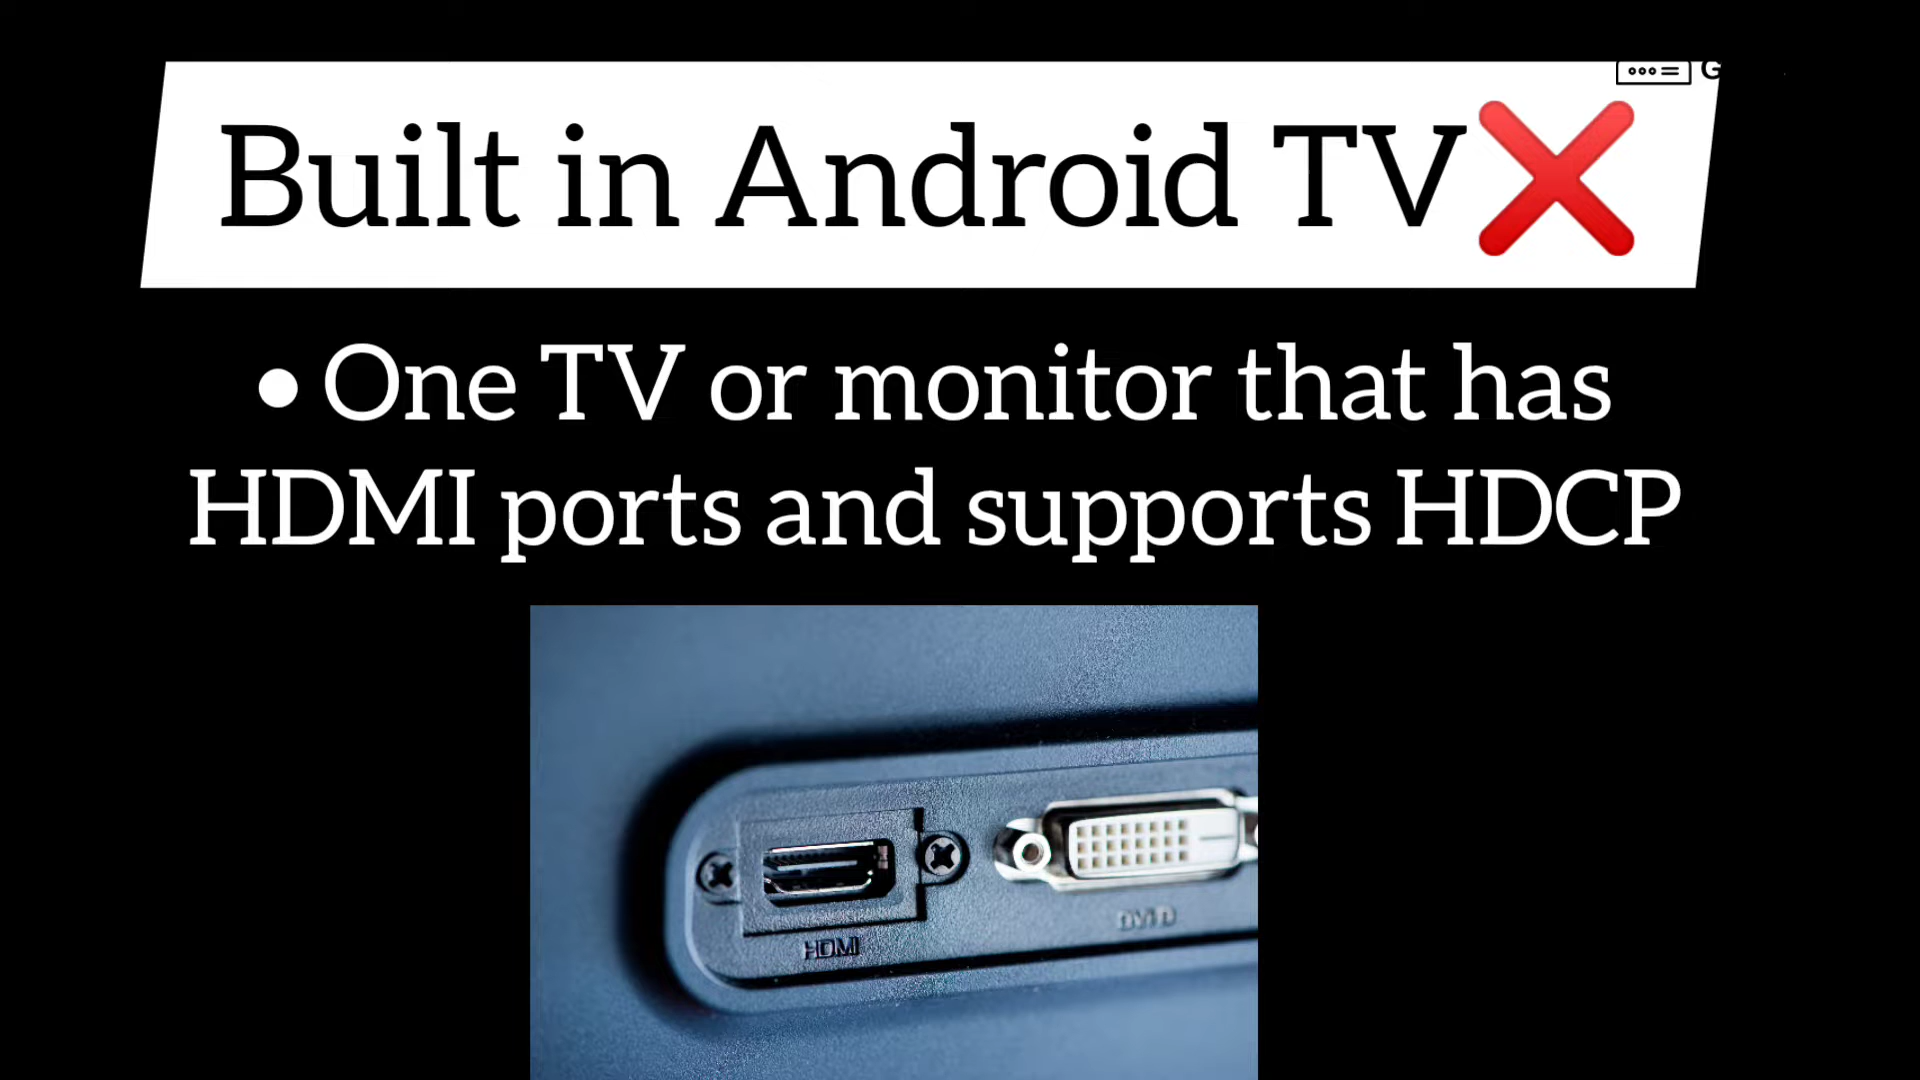 Built in Android TV❌
• One TV or monitor that has
HDMI ports and supports HDCP
HDMI
DVI-D